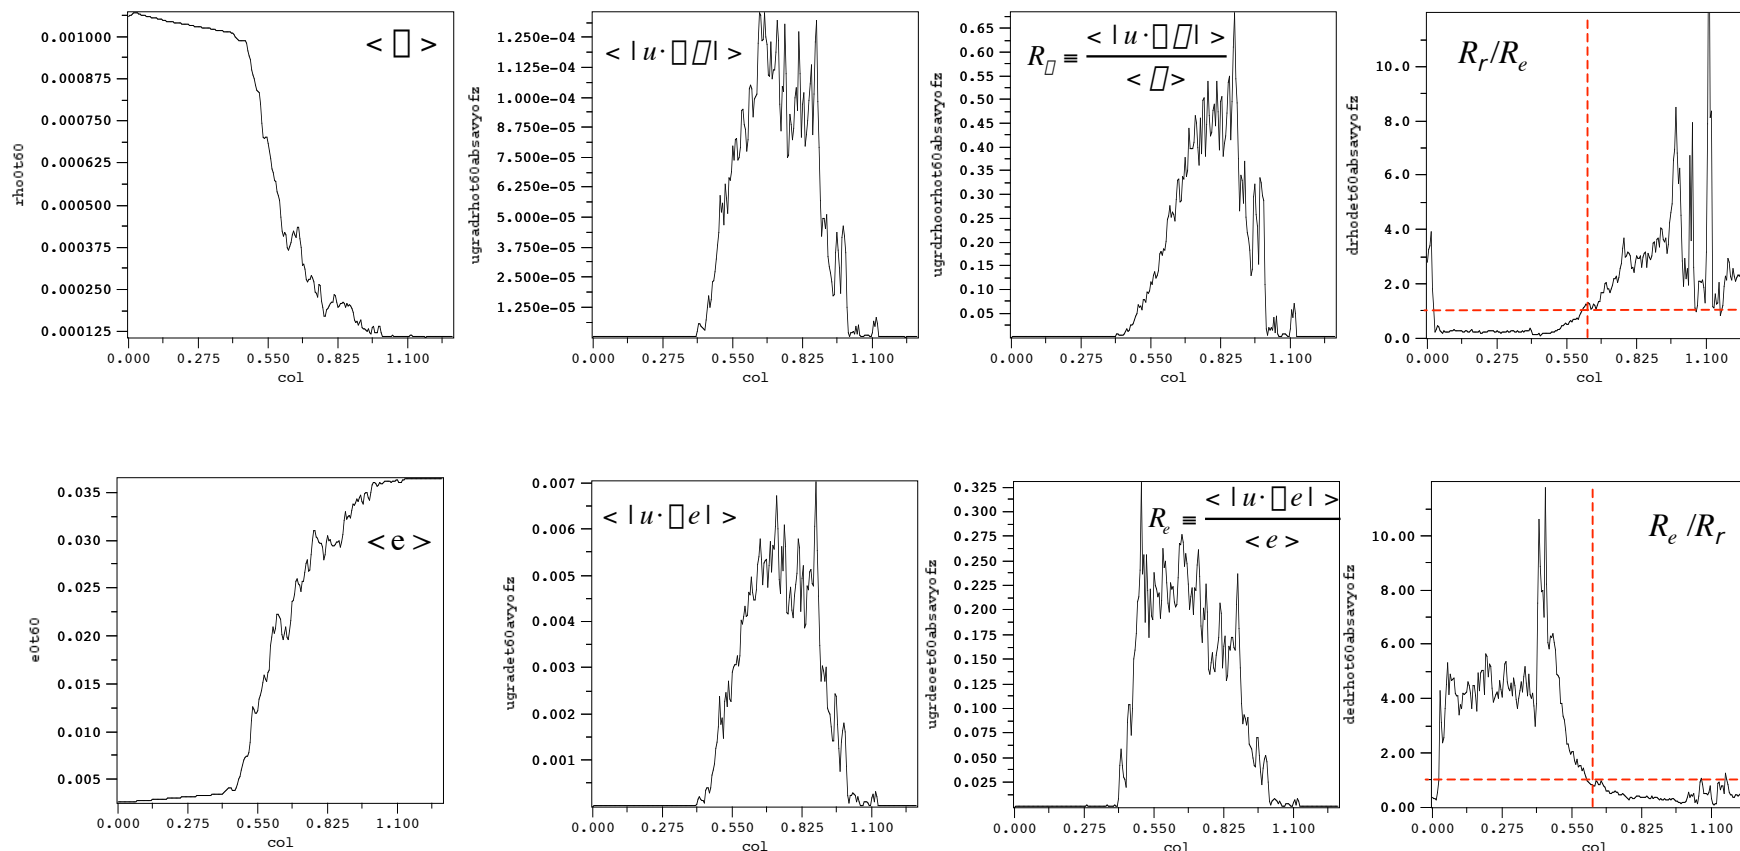 < ▯ >
0.001000
0.000875
0.000750
0.000625
0.000500
0.000375
0.000250
0.000125
rho0t60
0.000 0.275 0.550 0.825 1.100
col
< | u · ▯ ▯ | >
1.250e-04
1.125e-04
1.000e-04
8.750e-05
7.500e-05
6.250e-05
5.000e-05
3.750e-05
2.500e-05
1.250e-05
ugradrhot60absavyofz
0.000 0.275 0.550 0.825 1.100
col
R▯ ≡ < | u · ▯ ▯ | >
< ▯ >
0.65
0.60
0.55
0.50
0.45
0.40
0.35
0.30
0.25
0.20
0.15
0.10
0.05
ugrdrhoorhot60absavyofz
0.000 0.275 0.550 0.825 1.100
col
Rr/Re
10.0
8.0
6.0
4.0
2.0
0.0
drhodet60absavyofz
0.000 0.275 0.550 0.825 1.100
col
< e >
0.035
0.030
0.025
0.020
0.015
0.010
0.005
e0t60
0.000 0.275 0.550 0.825 1.100
col
< | u · ▯ e | >
0.007
0.006
0.005
0.004
0.003
0.002
0.001
ugradet60avyofz
0.000 0.275 0.550 0.825 1.100
col
Re ≡ < | u · ▯ e | >
< e >
0.325
0.300
0.275
0.250
0.225
0.200
0.175
0.150
0.125
0.100
0.075
0.050
0.025
ugrdeoet60absavyofz
0.000 0.275 0.550 0.825 1.100
col
Re /Rr
10.00
8.00
6.00
4.00
2.00
0.00
dedrhot60absavyofz
0.000 0.275 0.550 0.825 1.100
col